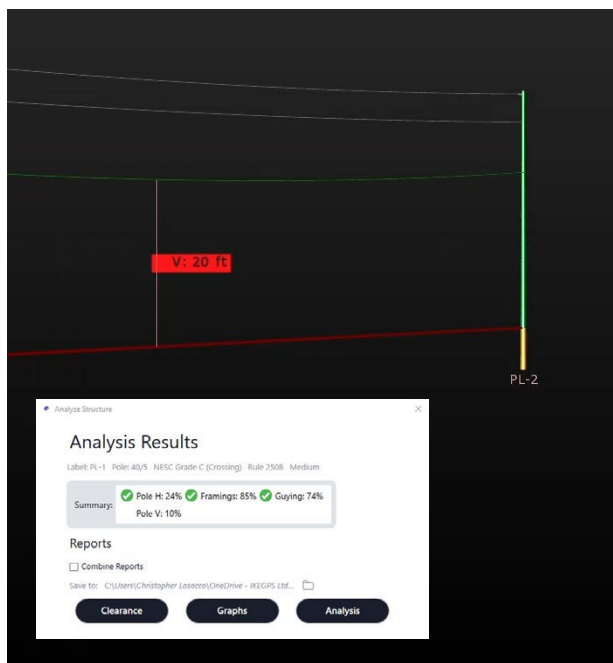 V: 20 ft
PL-2
Analyze Structure
Analysis Results
Label: PL-1 Pole: 40/5 NESC Grade C (Crossing) Rule 250B Medium
Summary: Pole H: 24% Framings: 85% Guying: 74%
Pole V: 10%
Reports
Combine Reports
Save to: C:\Users\Christopher Losacco\OneDrive - IKEGPS Ltd...
Clearance Graphs Analysis